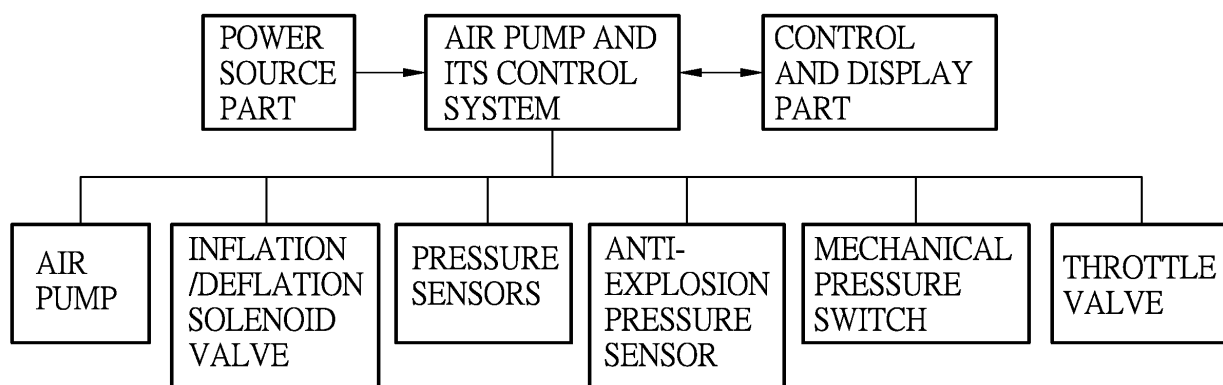 POWER
SOURCE
PART
AIR PUMP AND
ITS CONTROL
SYSTEM
CONTROL
AND DISPLAY
PART
AIR
PUMP
INFLATION
/DEFLATION
SOLENOID
VALVE
PRESSURE
SENSORS
ANTI-
EXPLOSION
PRESSURE
SENSOR
MECHANICAL
PRESSURE
SWITCH
THROTTLE
VALVE